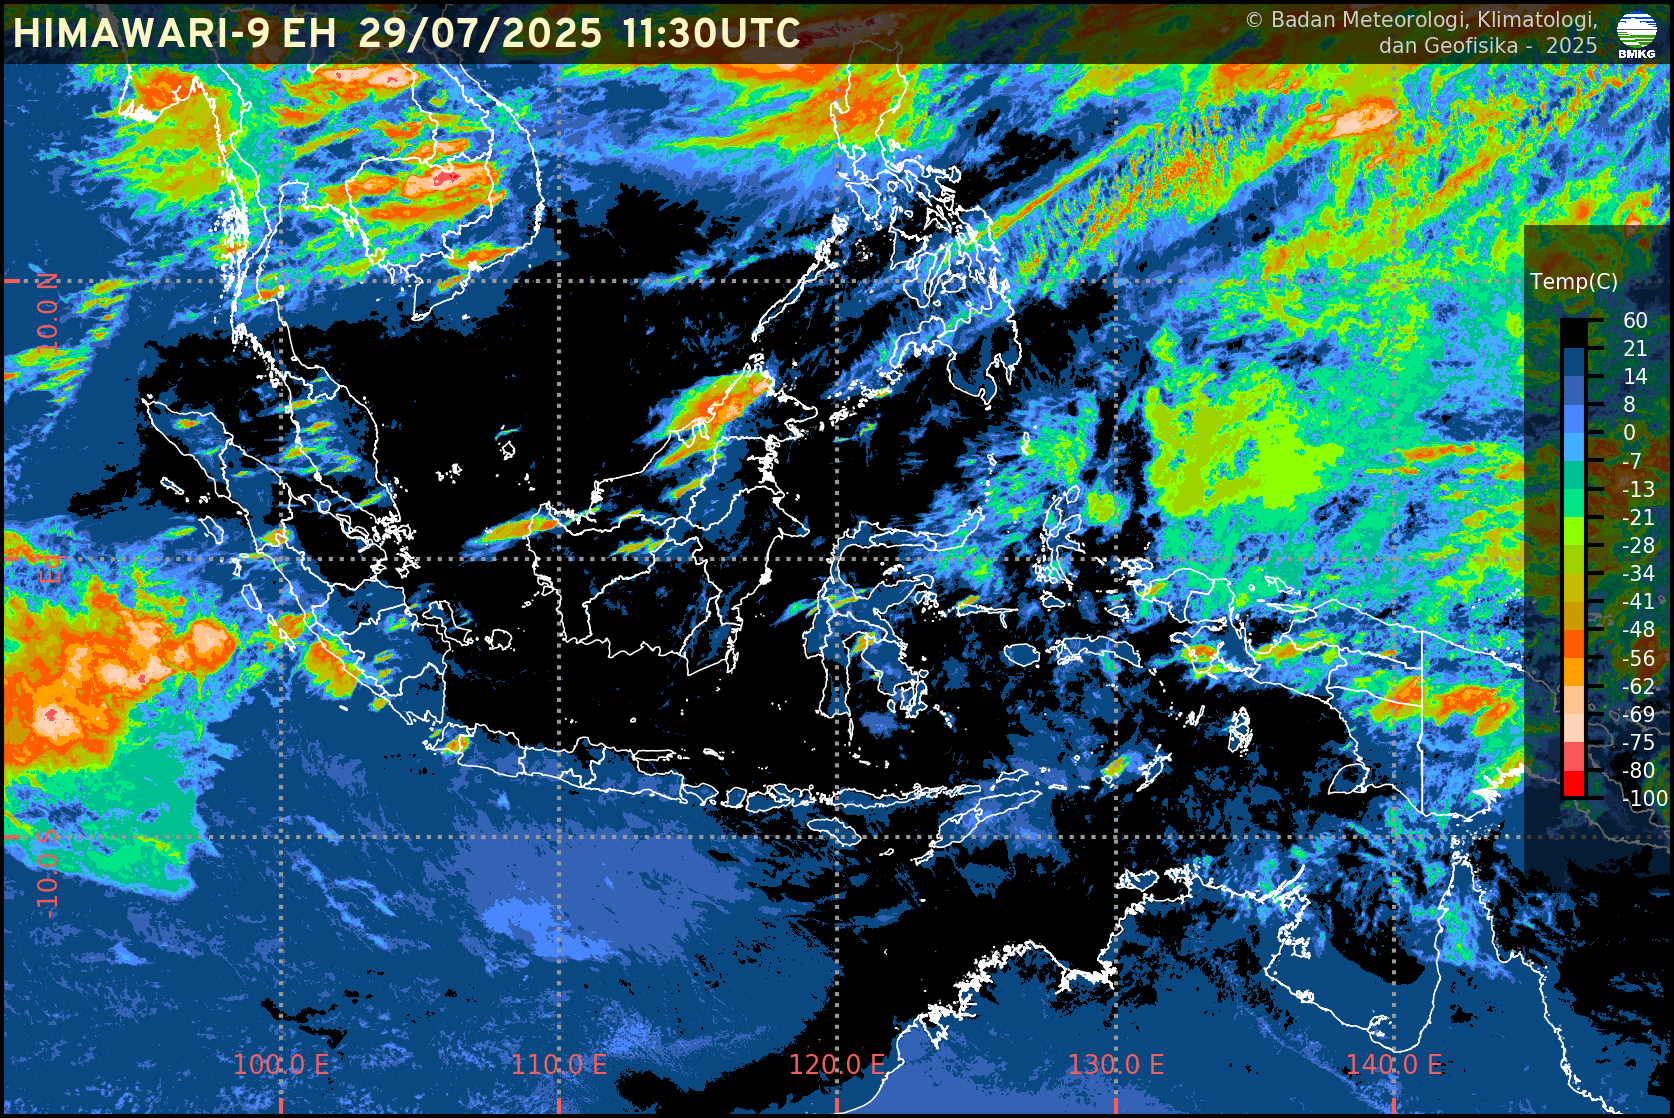 HIMAWARI-9 EH 29/07/2025 11:30UTC
© Badan Meteorologi, Klimatologi,
dan Geofisika - 2025
BMKG
Temp(C)
60
21
14
8
0
-7
-13
-21
-28
-34
-41
-48
-56
-62
-69
-75
-80
-100
10.0 N
EQ
-10.0 S
100.0 E
110.0 E
120.0 E
130.0 E
140.0 E